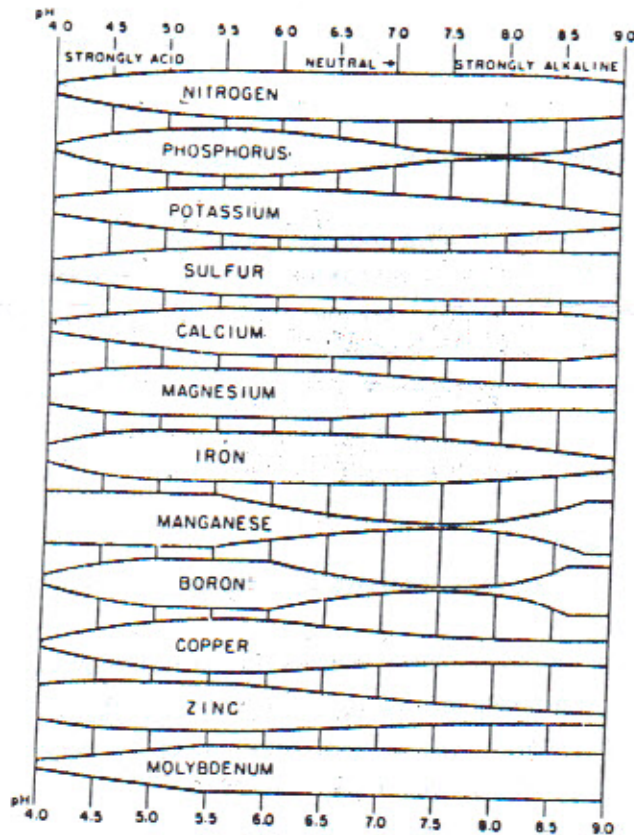 pH
4.0 4.5 5.0 5.5 6.0 6.5 7.0 7.5 8.0 8.5 9.0
STRONGLY ACID NEUTRAL → STRONGLY ALKALINE
NITROGEN
PHOSPHORUS
POTASSIUM
SULFUR
CALCIUM
MAGNESIUM
IRON
MANGANESE
BORON
COPPER
ZINC
MOLYBDENUM
pH
4.0 4.5 5.0 5.5 6.0 6.5 7.0 7.5 8.0 8.5 9.0